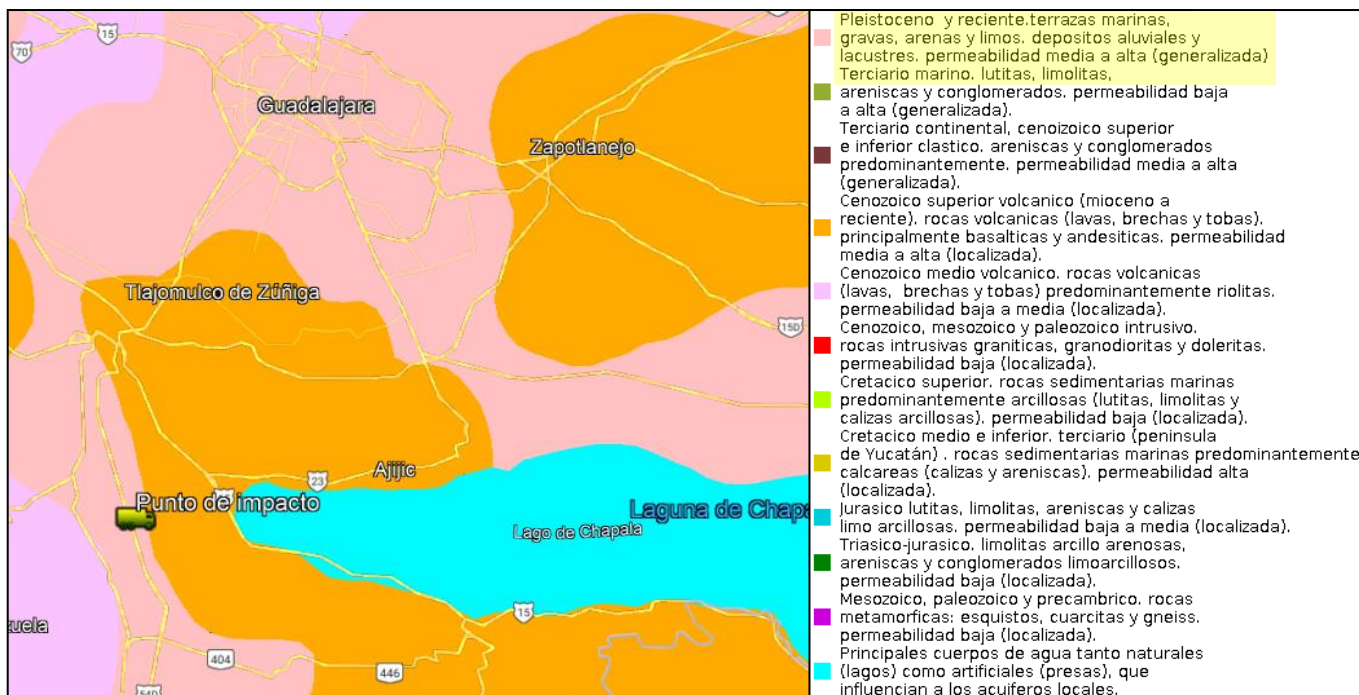 15
70
Guadalajara
Zapotlanejo
Tlajomulco de Zúñiga
15D
Ajijic
23
Punto de impacto
Laguna de Chapa
Lago de Chapala
15
zuela
404
446
54D
Pleistoceno y reciente.terrazas marinas,
gravas, arenas y limos. depositos aluviales y
lacustres. permeabilidad media a alta (generalizada)
Terciario marino. lutitas, limolitas,
areniscas y conglomerados. permeabilidad baja
a alta (generalizada).
Terciario continental, cenoizoico superior
e inferior clastico. areniscas y conglomerados
predominantemente. permeabilidad media a alta
(generalizada).
Cenozoico superior volcanico (mioceno a
reciente). rocas volcanicas (lavas, brechas y tobas).
principalmente basalticas y andesiticas. permeabilidad
media a alta (localizada).
Cenozoico medio volcanico. rocas volcanicas
(lavas, brechas y tobas) predominantemente riolitas.
permeabilidad baja a media (localizada).
Cenozoico, mesozoico y paleozoico intrusivo.
rocas intrusivas graniticas, granodioritas y doleritas.
permeabilidad baja (localizada).
Cretacico superior. rocas sedimentarias marinas
predominantemente arcillosas (lutitas, limolitas y
calizas arcillosas). permeabilidad baja (localizada).
Cretacico medio e inferior. terciario (peninsula
de Yucatán) . rocas sedimentarias marinas predominantemente
calcareas (calizas y areniscas). permeabilidad alta
(localizada).
Jurasico lutitas, limolitas, areniscas y calizas
limo arcillosas. permeabilidad baja a media (localizada).
Triasico-jurasico. limolitas arcillo arenosas,
areniscas y conglomerados limoarcillosos.
permeabilidad baja (localizada).
Mesozoico, paleozoico y precambrico. rocas
metamorficas: esquistos, cuarcitas y gneiss.
permeabilidad baja (localizada).
Principales cuerpos de agua tanto naturales
(lagos) como artificiales (presas), que
influencian a los acuiferos locales.